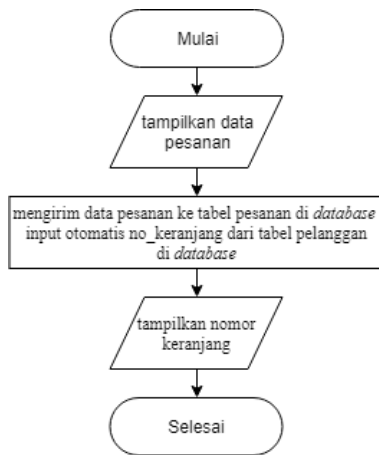 Mulai
tampilkan data
pesanan
mengirim data pesanan ke tabel pesanan di database
input otomatis no_keranjang dari tabel pelanggan
di database
tampilkan nomor
keranjang
Selesai